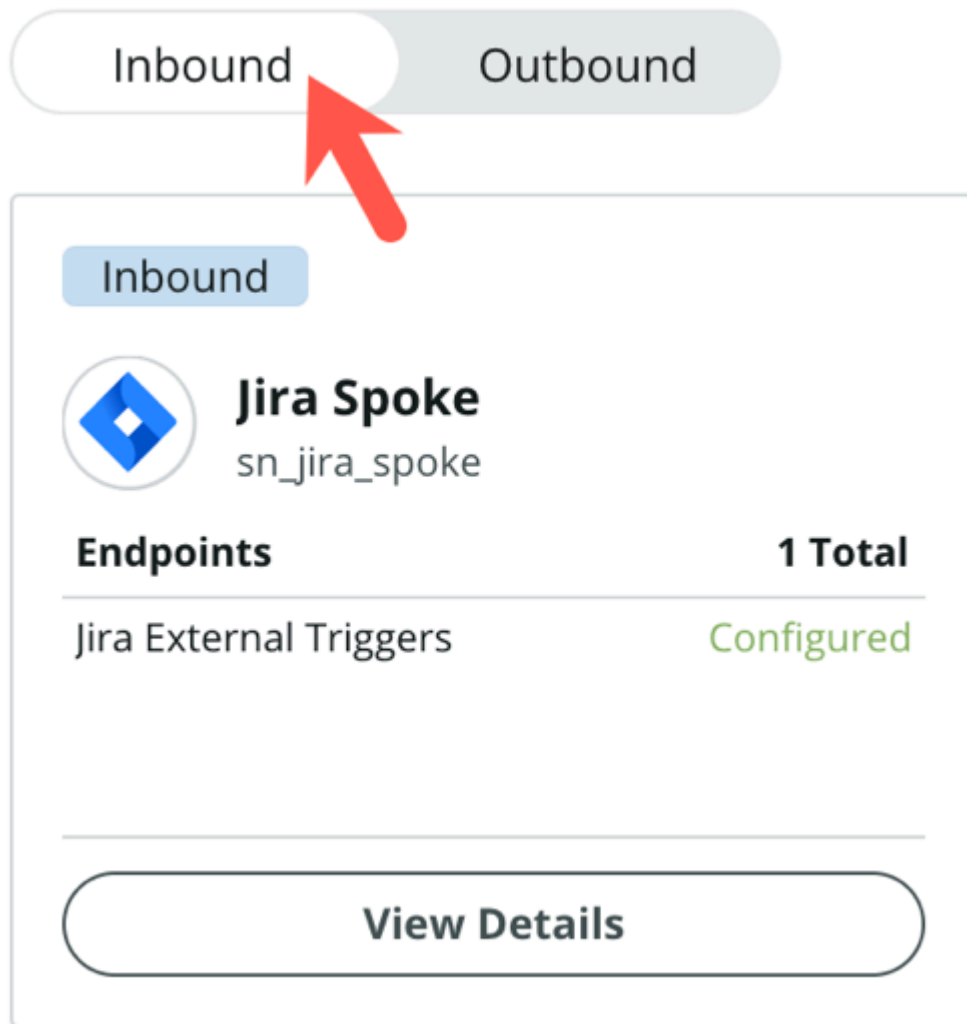 Inbound Outbound
Inbound
Jira Spoke
sn_jira_spoke
Endpoints 1 Total
Jira External Triggers Configured
View Details